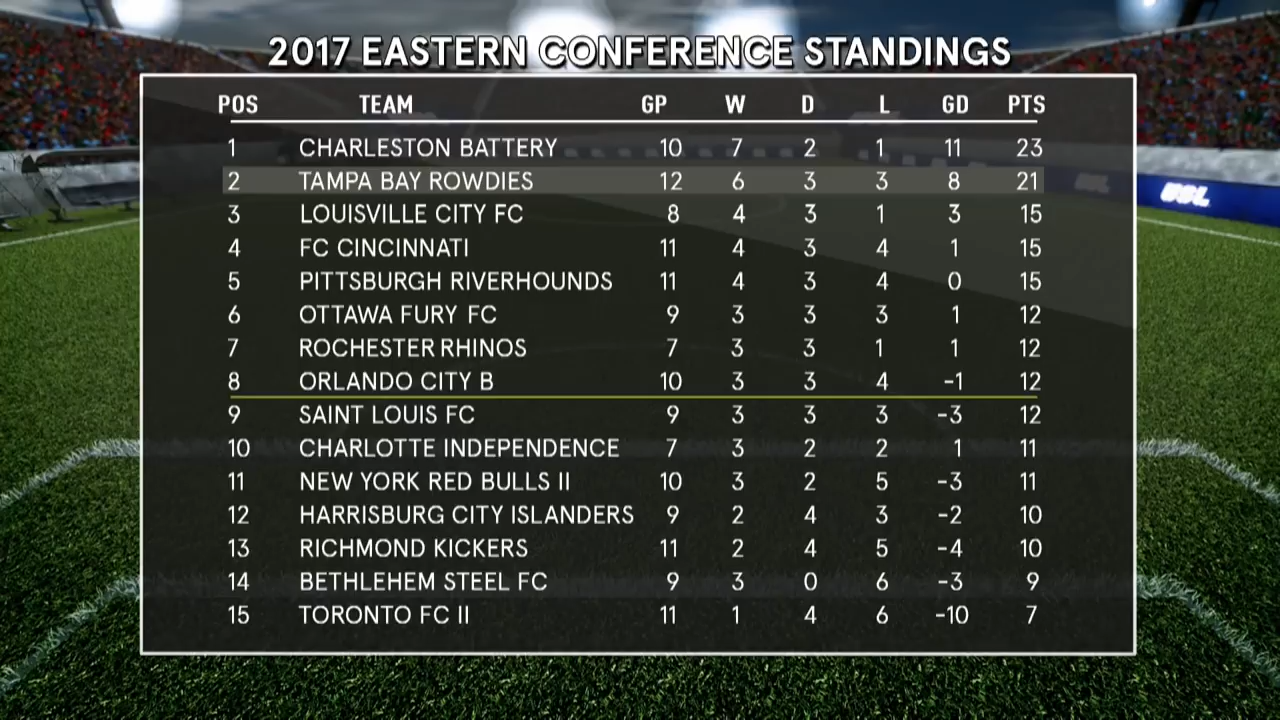 2017 EASTERN CONFERENCE STANDINGS
POS TEAM GP W D L GD PTS
1 CHARLESTON BATTERY 10 7 2 1 11 23
2 TAMPA BAY ROWDIES 12 6 3 3 8 21
3 LOUISVILLE CITY FC 8 4 3 1 3 15
4 FC CINCINNATI 11 4 3 4 1 15
5 PITTSBURGH RIVERHOUNDS 11 4 3 4 0 15
6 OTTAWA FURY FC 9 3 3 3 1 12
7 ROCHESTER RHINOS 7 3 3 1 1 12
8 ORLANDO CITY B 10 3 3 4 -1 12
9 SAINT LOUIS FC 9 3 3 3 -3 12
10 CHARLOTTE INDEPENDENCE 7 3 2 2 1 11
11 NEW YORK RED BULLS II 10 3 2 5 -3 11
12 HARRISBURG CITY ISLANDERS 9 2 4 3 -2 10
13 RICHMOND KICKERS 11 2 4 5 -4 10
14 BETHLEHEM STEEL FC 9 3 0 6 -3 9
15 TORONTO FC II 11 1 4 6 -10 7
USL